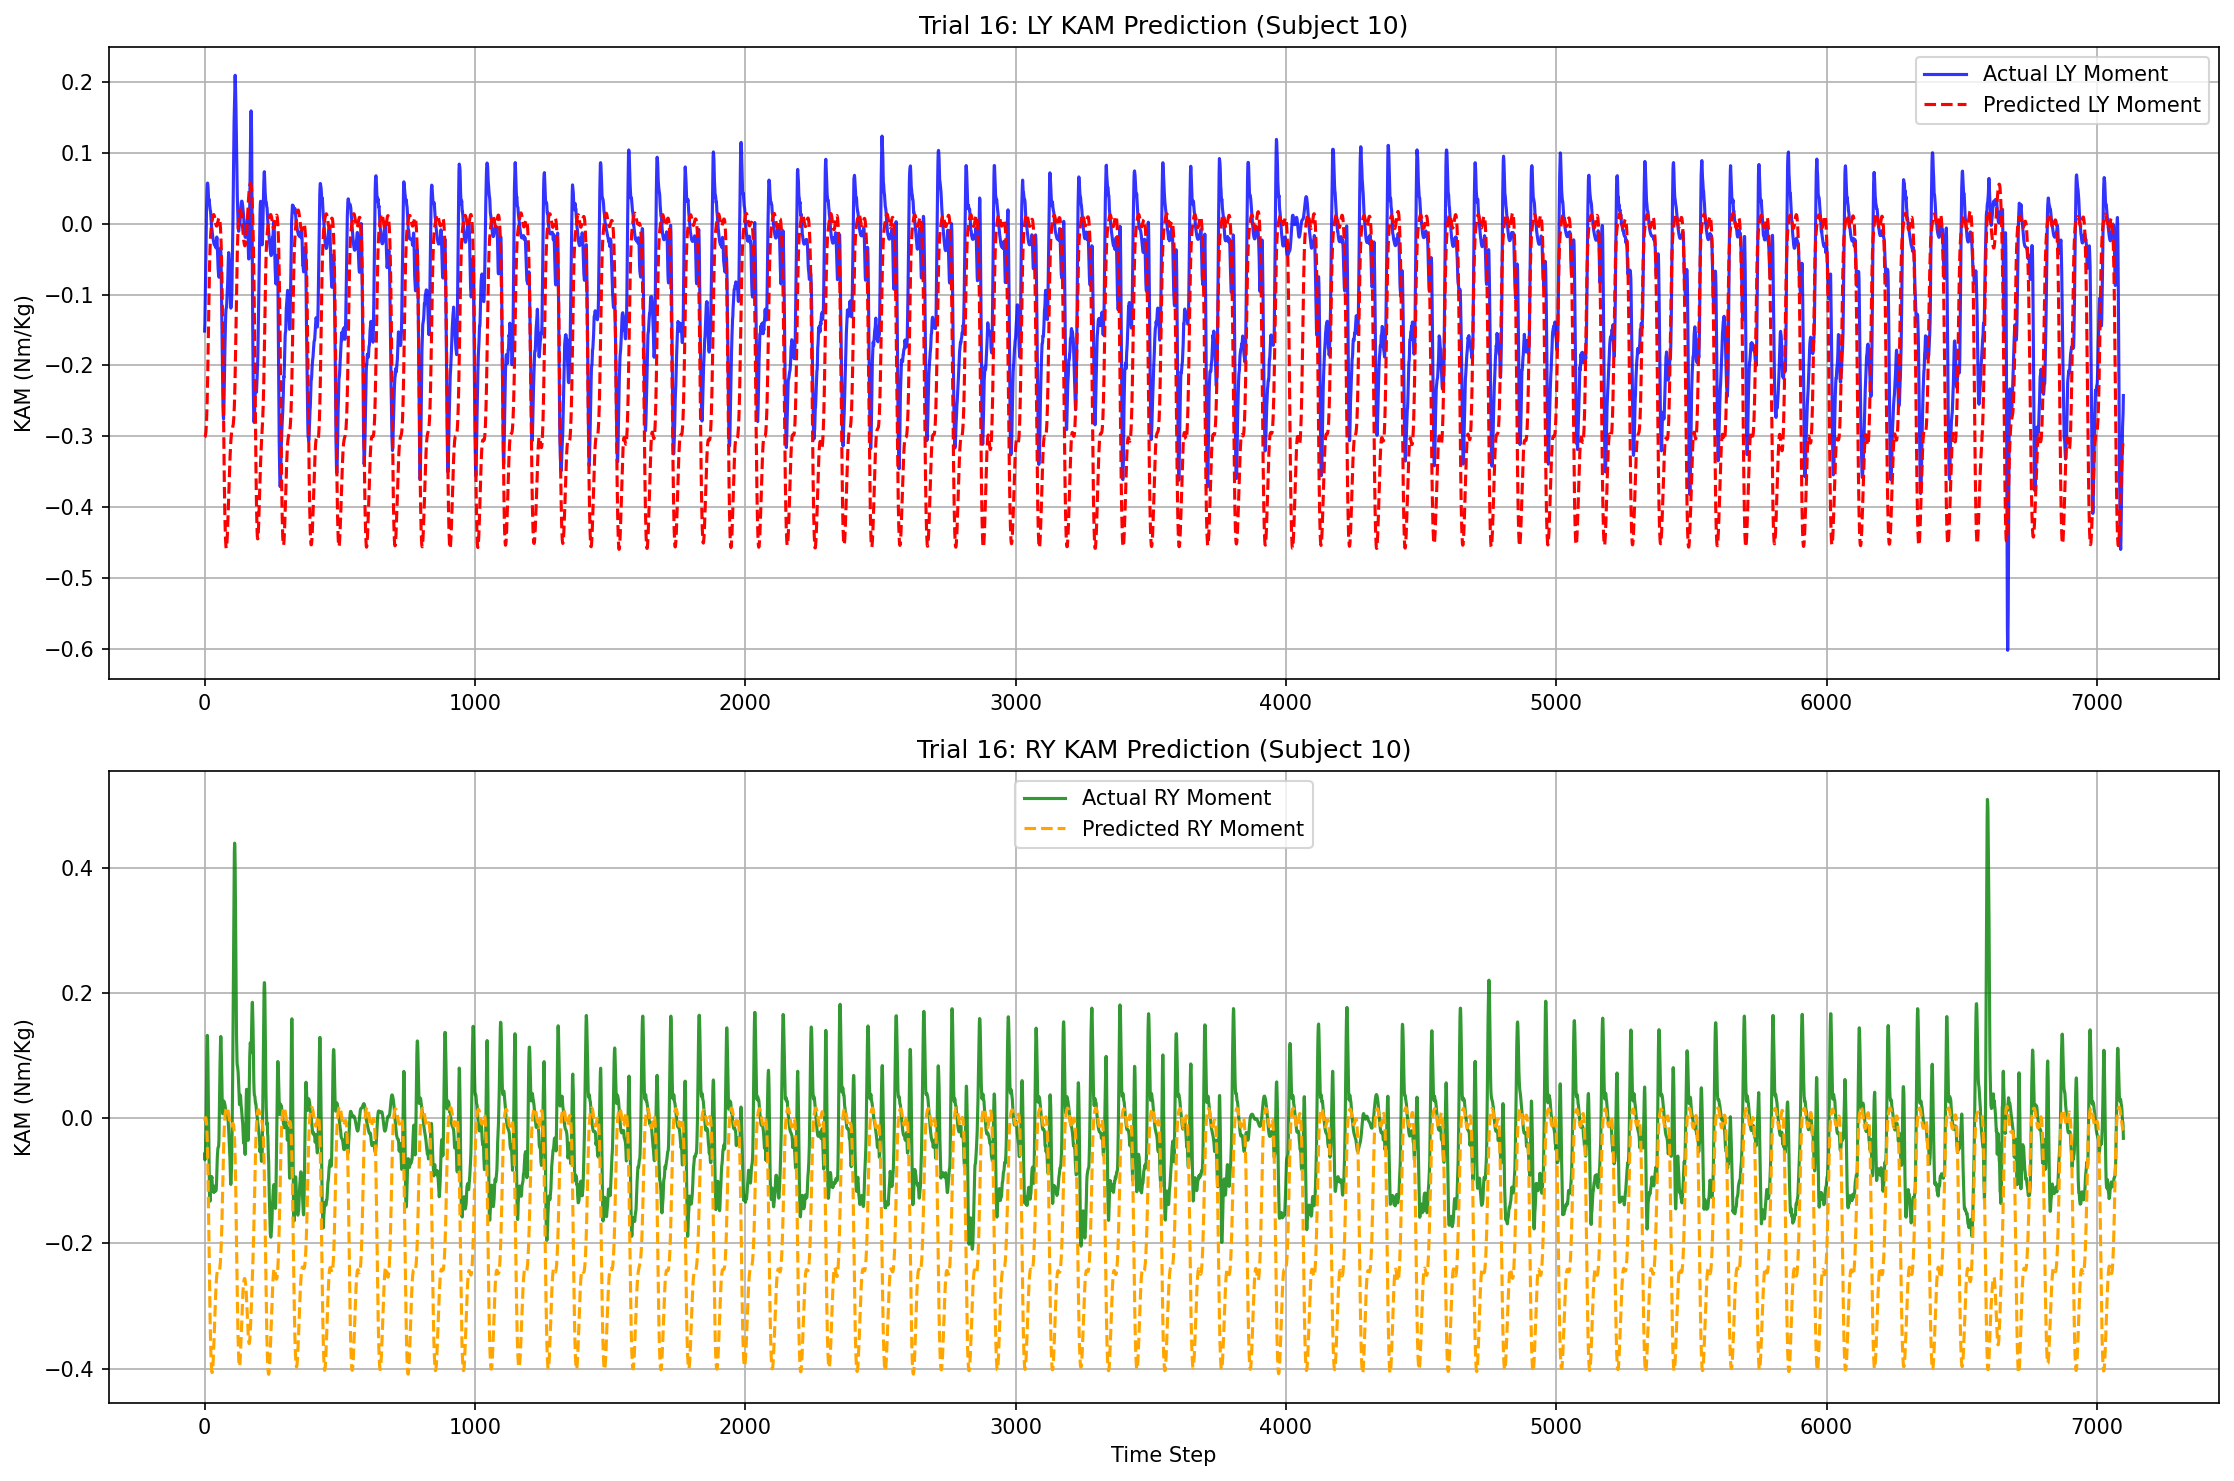 Trial 16: LY KAM Prediction (Subject 10)
KAM (Nm/Kg)
0.2
0.1
0.0
−0.1
−0.2
−0.3
−0.4
−0.5
−0.6
Actual LY Moment
Predicted LY Moment
0 1000 2000 3000 4000 5000 6000 7000
Trial 16: RY KAM Prediction (Subject 10)
KAM (Nm/Kg)
0.4
0.2
0.0
−0.2
−0.4
Actual RY Moment
Predicted RY Moment
0 1000 2000 3000 4000 5000 6000 7000
Time Step